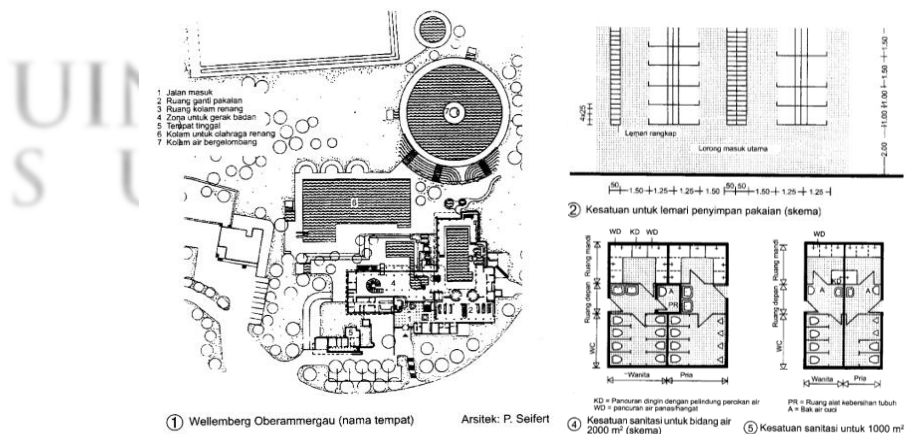 UIN
S U
1 Jalan masuk
2 Ruang ganti pakaian
3 Ruang kolam renang
4 Zona untuk gerak badan
5 Tempat tinggal
6 Kolam untuk olahraga renang
7 Kolam air bergelombang
① Wellemberg Oberammergau (nama tempat) Arsitek: P. Seifert
4x25
Lemari rangkap
Lorong masuk utama
1.50
1.50
1.00
1.00
2.00
50 1.50 1.25 1.25 50 50 1.50 1.25 1.25
② Kesatuan untuk lemari penyimpan pakaian (skema)
WD KD WD
Ruang mandi
Ruang depan
WC
A
PR
Wanita Pria
KD = Pancuran dingin dengan pelindung percikan air
WD = pancuran air panas/hangat
④ Kesatuan sanitasi untuk bidang air
2000 m² (skema)
WD
Ruang mandi
Ruang depan
WC
KD
A A
Wanita Pria
PR = Ruang alat kebersihan tubuh
A = Bak air cuci
⑤ Kesatuan sanitasi untuk 1000 m²